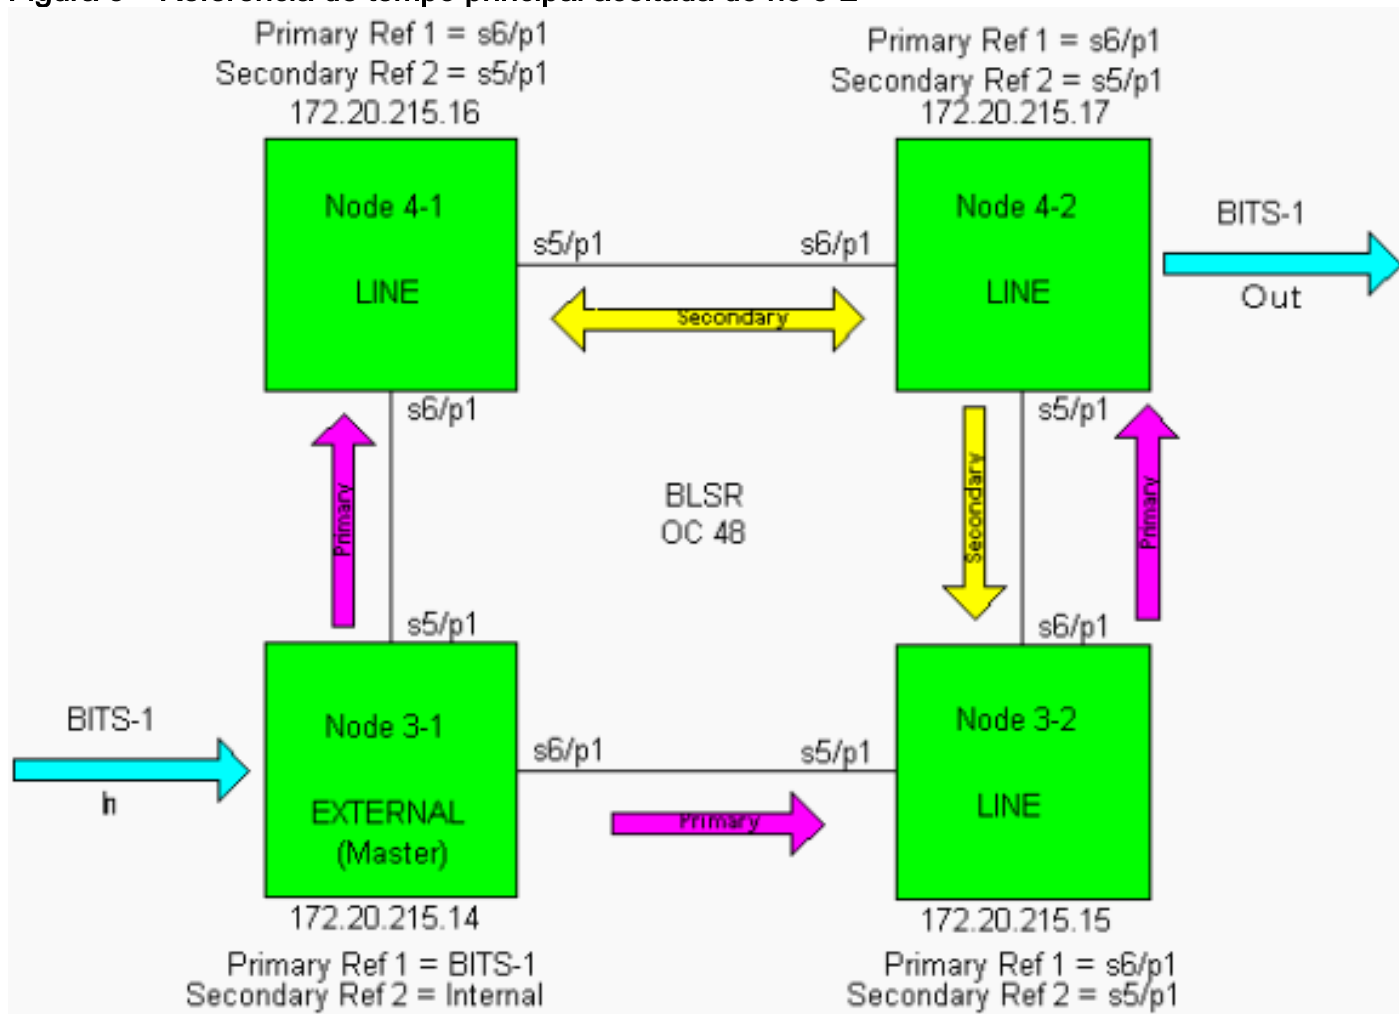 Primary Ref 1 = s6/p1
Secondary Ref 2 = s5/p1
172.20.215.16
Primary Ref 1 = s6/p1
Secondary Ref 2 = s5/p1
172.20.215.17
Node 4-1
LINE
s5/p1
s6/p1
Secondary
Node 4-2
LINE
BITS-1
Out
s6/p1
s5/p1
Primary
Secondary
Primary
BLSR
OC 48
s5/p1
s6/p1
BITS-1
In
Node 3-1
EXTERNAL
(Master)
s6/p1
s5/p1
Primary
Node 3-2
LINE
172.20.215.14
Primary Ref 1 = BITS-1
Secondary Ref 2 = Internal
172.20.215.15
Primary Ref 1 = s6/p1
Secondary Ref 2 = s5/p1